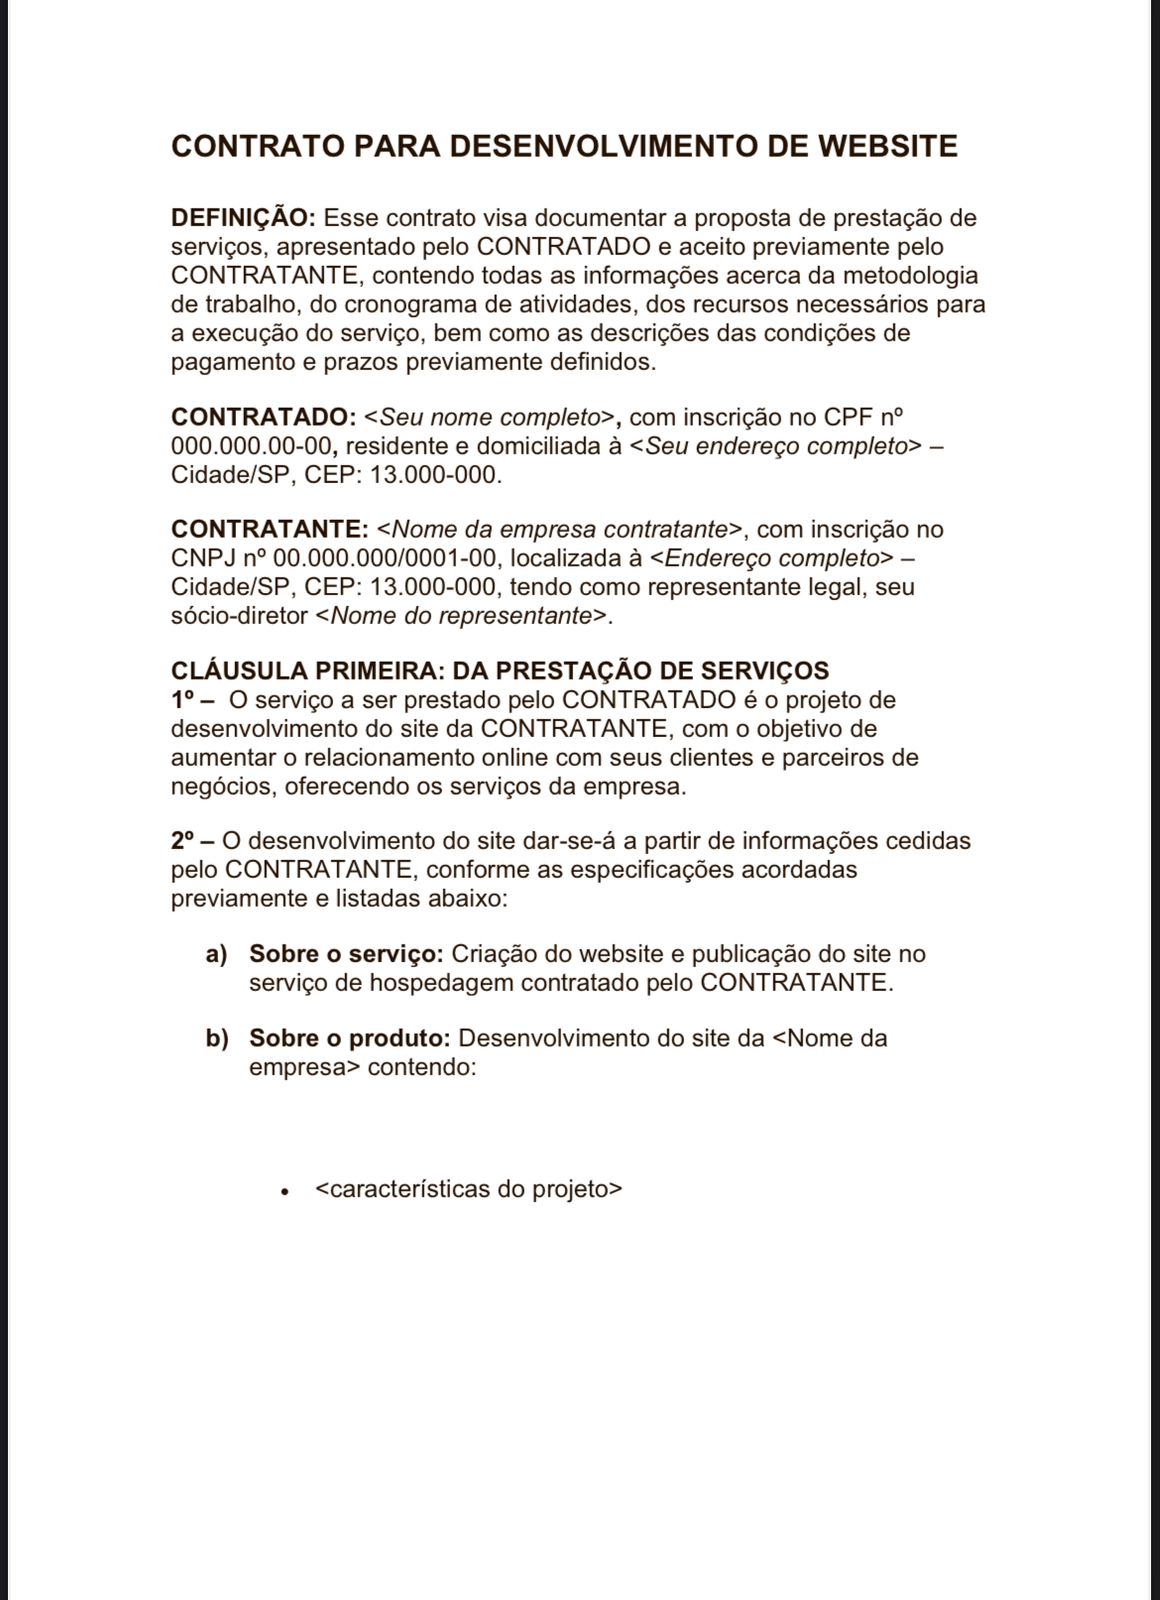 CONTRATO PARA DESENVOLVIMENTO DE WEBSITE
DEFINIÇÃO: Esse contrato visa documentar a proposta de prestação de
serviços, apresentado pelo CONTRATADO e aceito previamente pelo
CONTRATANTE, contendo todas as informações acerca da metodologia
de trabalho, do cronograma de atividades, dos recursos necessários para
a execução do serviço, bem como as descrições das condições de
pagamento e prazos previamente definidos.
CONTRATADO: <Seu nome completo>, com inscrição no CPF nº
000.000.00-00, residente e domiciliada à <Seu endereço completo> –
Cidade/SP, CEP: 13.000-000.
CONTRATANTE: <Nome da empresa contratante>, com inscrição no
CNPJ nº 00.000.000/0001-00, localizada à <Endereço completo> –
Cidade/SP, CEP: 13.000-000, tendo como representante legal, seu
sócio-diretor <Nome do representante>.
CLÁUSULA PRIMEIRA: DA PRESTAÇÃO DE SERVIÇOS
1º –  O serviço a ser prestado pelo CONTRATADO é o projeto de
desenvolvimento do site da CONTRATANTE, com o objetivo de
aumentar o relacionamento online com seus clientes e parceiros de
negócios, oferecendo os serviços da empresa.
2º – O desenvolvimento do site dar-se-á a partir de informações cedidas
pelo CONTRATANTE, conforme as especificações acordadas
previamente e listadas abaixo:
a) Sobre o serviço: Criação do website e publicação do site no
serviço de hospedagem contratado pelo CONTRATANTE.
b) Sobre o produto: Desenvolvimento do site da <Nome da
empresa> contendo:
• <características do projeto>